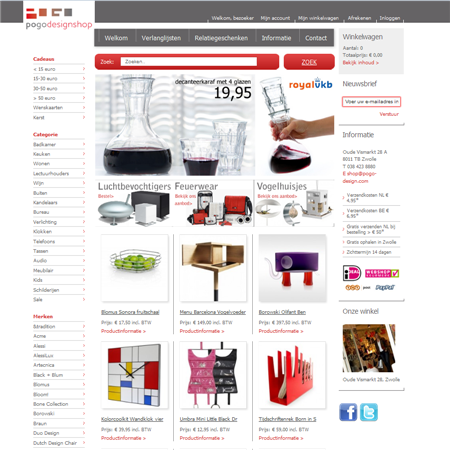 pogodesignshop
Welkom, bezoeker Mijn account Mijn winkelwagen Afrekenen Inloggen
Welkom Verlanglijsten Relatiegeschenken Informatie Contact
Zoek: Zoeken... ZOEK
Cadeaus
< 15 euro
15-30 euro
30-50 euro
> 50 euro
Wenskaarten
Kerst
Categorie
Badkamer
Keuken
Wonen
Lectuurhouders
Wijn
Buiten
Kandelaars
Bureau
Verlichting
Klokken
Telefoons
Tassen
Audio
Meubilair
Kids
Schilderijen
Sale
Merken
Sdreadition
Acme
Alessi
AlessiLux
Artecnica
Black + Blum
Blomus
Bloom!
Bone Collection
Borowski
Braun
Duo Design
Dutch Design Chair
decanteerkaraf met 4 glazen
19,95
royalvkb
Luchtbevochtigers
Bestel>
Feuerwear
Bekijk ons
aanbod>
Vogelhuisjes
Bekijk ons
aanbod>
Blomus Sonora fruitschaal
Prijs: € 17,50 incl. BTW
Productinformatie >
Menu Barcelona Vogelvoeder
Prijs: € 149,00 incl. BTW
Productinformatie >
Borowski Olifant Ben
Prijs: € 397,50 incl. BTW
Productinformatie >
Koloropolkit Wandklok vier
Prijs: € 39,95 incl. BTW
Productinformatie >
Umbra Mini Little Black Dr
Prijs: € 12,95 incl. BTW
Productinformatie >
Tijdschriftenrek Born in S
Prijs: € 59,00 incl. BTW
Productinformatie >
Winkelwagen
Aantal: 0
Totaalprijs: € 0.00
Bekijk inhoud >
Nieuwsbrief
Voer uw e-mailadres in
Verstuur
Informatie
Oude Vismarkt 28 A
8011 TB Zwolle
T 038 423 8880
E shop@pogo-
design.com
Verzendkosten NL €
4.95*
Verzendkosten BE €
6.95*
Gratis verzenden NL bij
bestelling > € 50*
Gratis ophalen in Zwolle
Zichttermijn 14 dagen
iDEAL
WEBSHOP
PayPal
Onze winkel
Oude Vismarkt 28, Zwolle